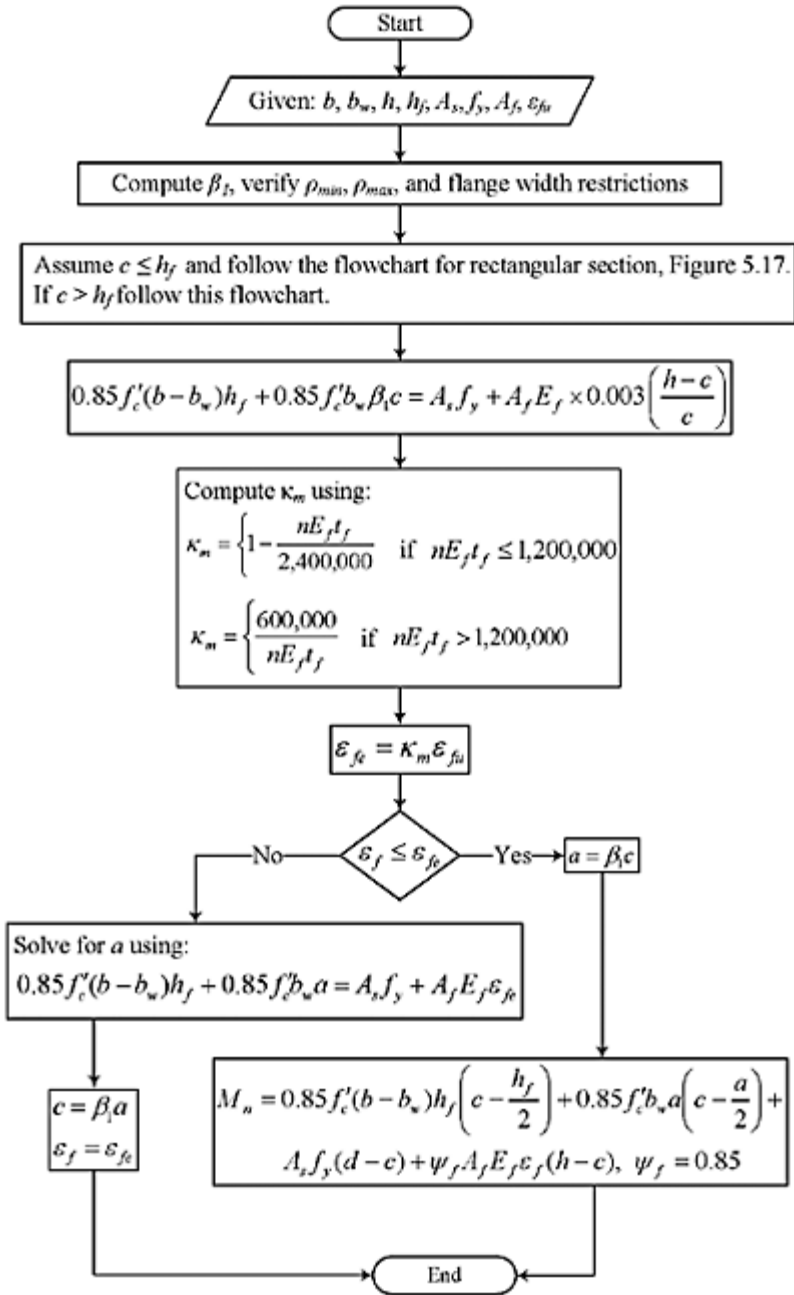 Start
Given: b, b_w, h, h_f, A_s, f_y, A_f, ε_fu
Compute β_1, verify ρ_min, ρ_max, and flange width restrictions
Assume c ≤ h_f and follow the flowchart for rectangular section, Figure 5.17.
If c > h_f follow this flowchart.
0.85f'_c(b−b_w)h_f + 0.85f'_c b_w β_1 c = A_s f_y + A_f E_f × 0.003((h−c)/c)
Compute κ_m using:
κ_m = {1 − nE_f t_f/2,400,000 if nE_f t_f ≤ 1,200,000
κ_m = {600,000/nE_f t_f if nE_f t_f > 1,200,000
ε_fe = κ_m ε_fu
ε_f ≤ ε_fe
No
Yes
a = β_1 c
Solve for a using:
0.85f'_c(b−b_w)h_f + 0.85f'_c b_w a = A_s f_y + A_f E_f ε_fe
c = β_1 a
ε_f = ε_fe
M_n = 0.85f'_c(b−b_w)h_f(c − h_f/2) + 0.85f'_c b_w a(c − a/2) +
A_s f_y(d−c) + ψ_f A_f E_f ε_f(h−c), ψ_f = 0.85
End